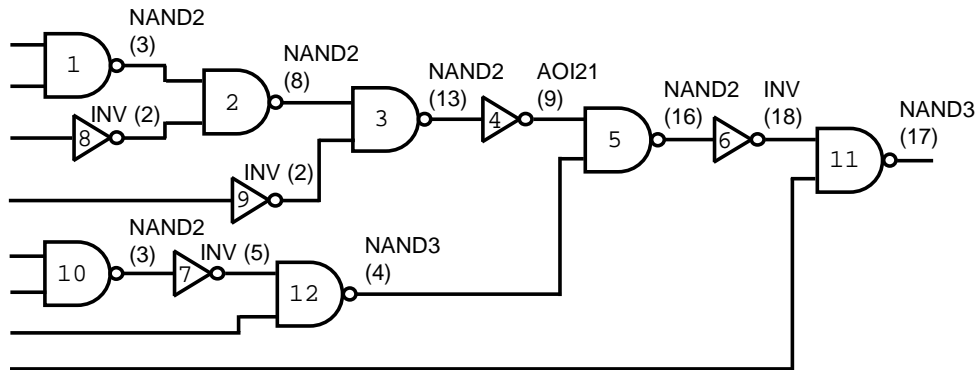 NAND2
(3)
1
INV (2)
8
NAND2
(8)
2
INV (2)
9
NAND2
(13)
3
4
AOI21
(9)
5
NAND2
(16)
6
INV
(18)
11
NAND3
(17)
NAND2
(3)
10
INV (5)
7
NAND3
(4)
12